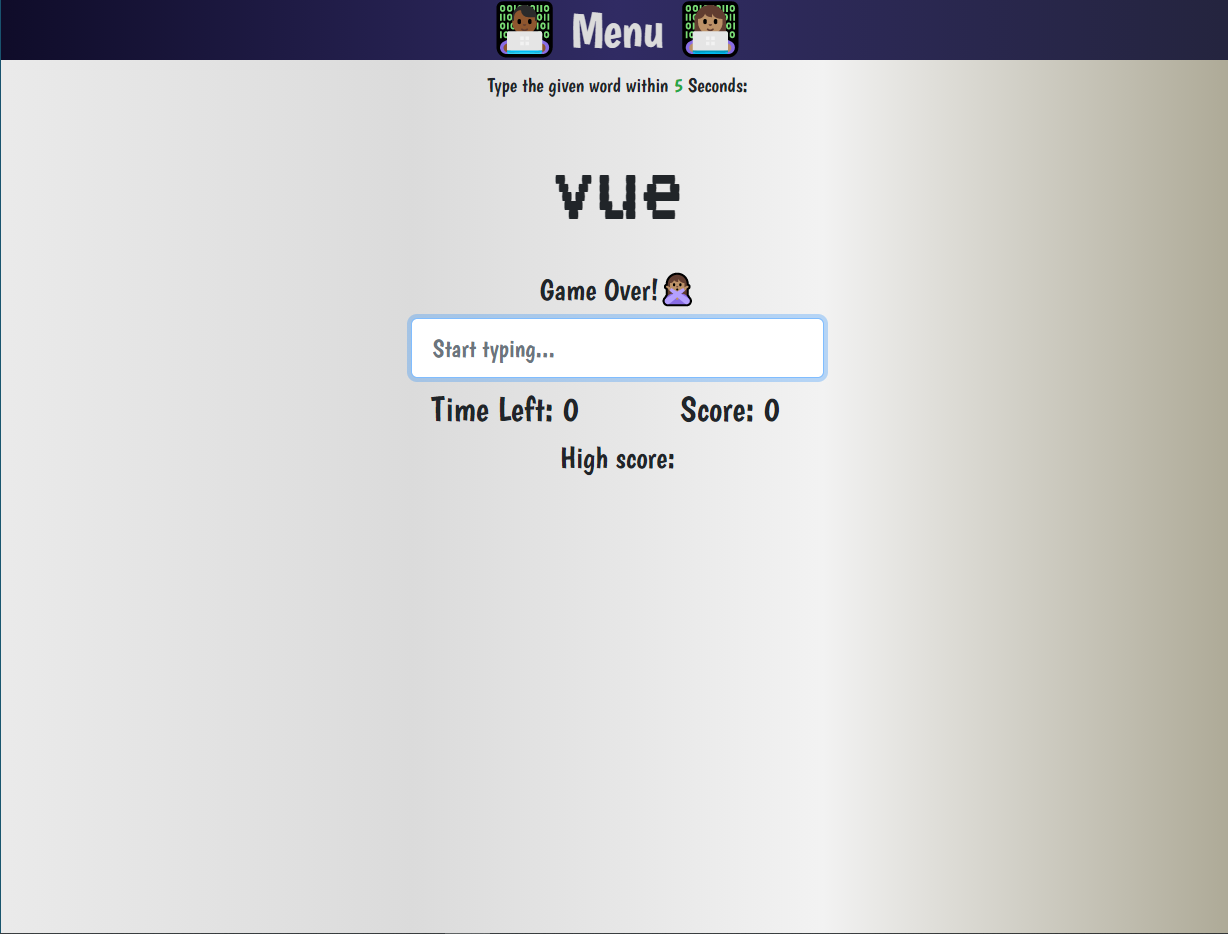 Menu
Type the given word within 5 Seconds:
vue
Game Over!
Start typing...
Time Left: 0 Score: 0
High score: